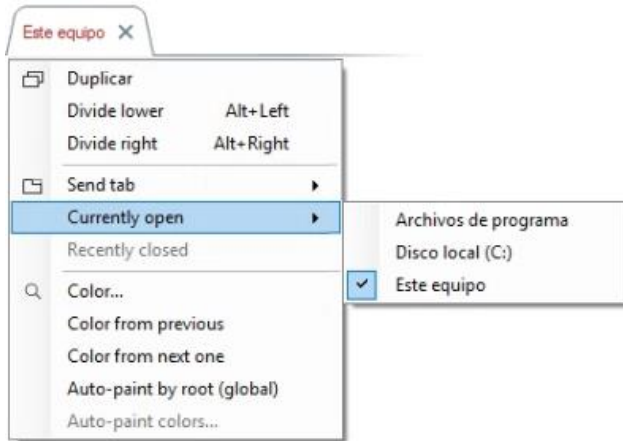 Este equipo
Duplicar
Divide lower Alt+Left
Divide right Alt+Right
Send tab
Currently open
Recently closed
Color...
Color from previous
Color from next one
Auto-paint by root (global)
Auto-paint colors...
Archivos de programa
Disco local (C:)
Este equipo